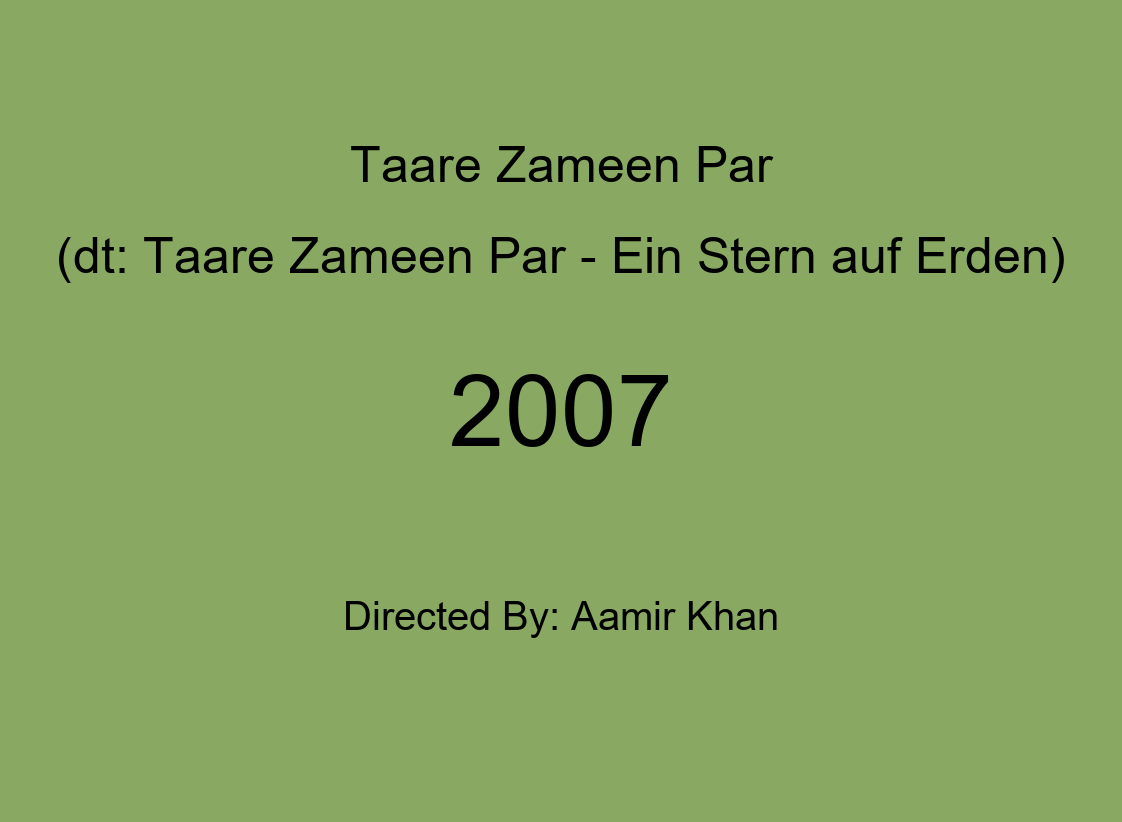 Taare Zameen Par
(dt: Taare Zameen Par - Ein Stern auf Erden)
2007
Directed By: Aamir Khan